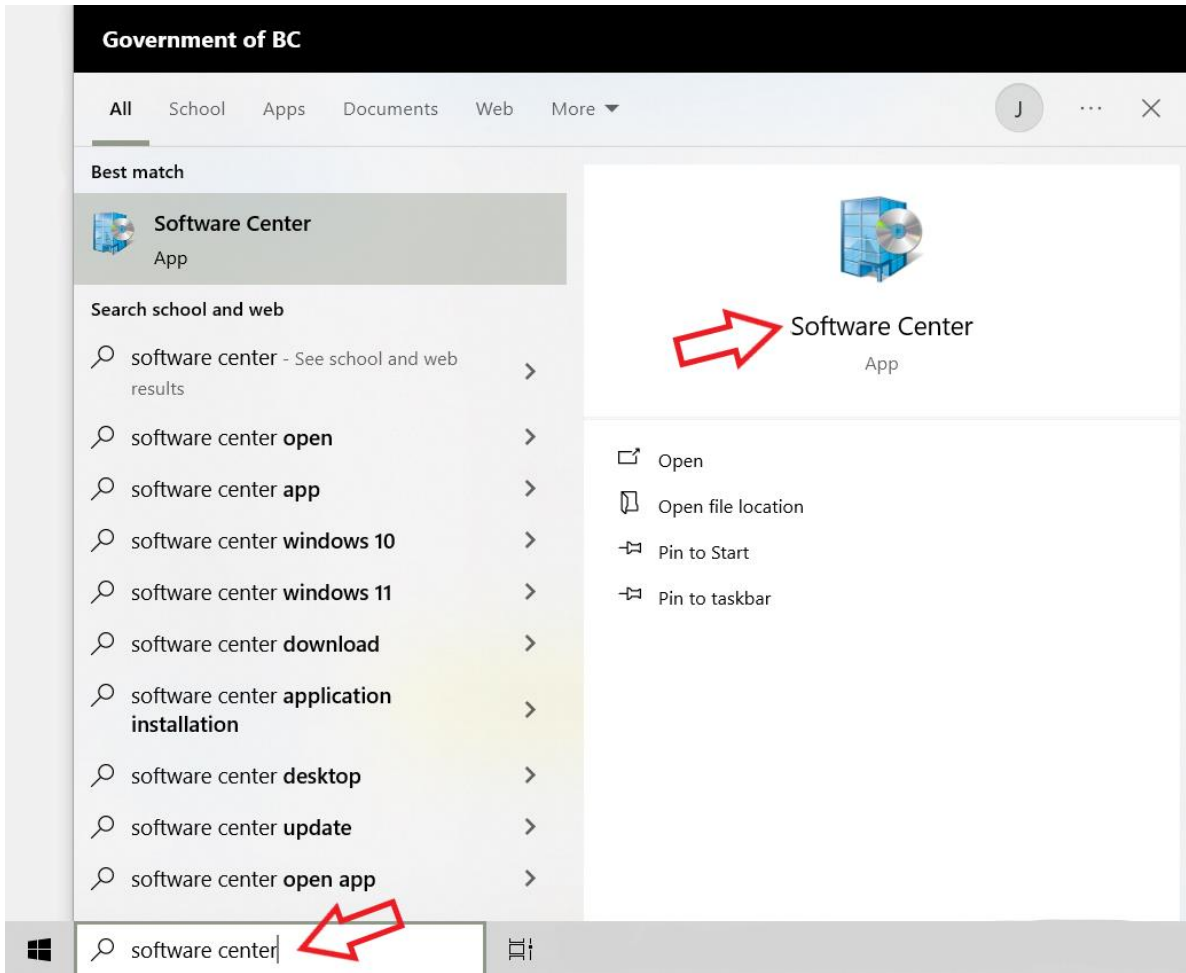 Government of BC
All School Apps Documents Web More
J
Best match
Software Center
App
Search school and web
software center - See school and web
results
software center open
software center app
software center windows 10
software center windows 11
software center download
software center application
installation
software center desktop
software center update
software center open app
Software Center
App
Open
Open file location
Pin to Start
Pin to taskbar
software center